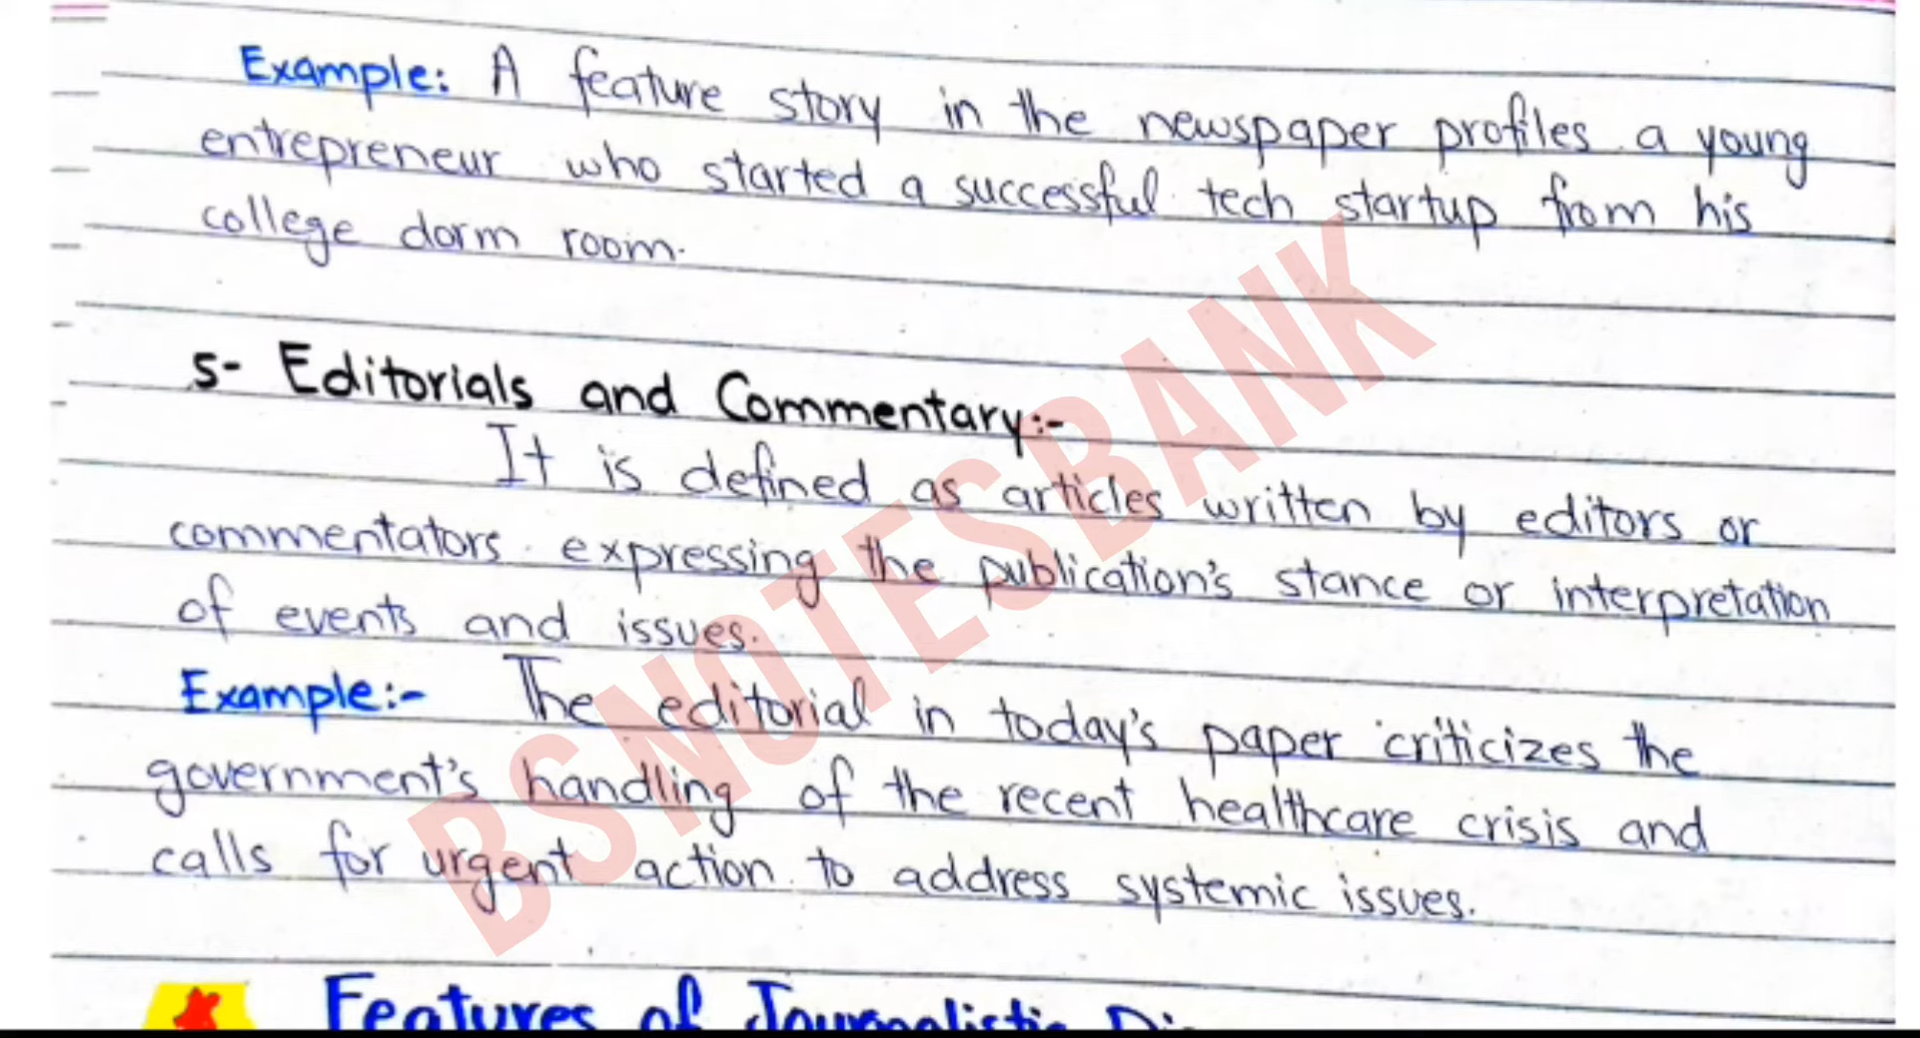 Example: A feature story in the newspaper profiles a young
entrepreneur who started a successful tech startup from his
college dorm room.
5- Editorials and Commentary:-
It is defined as articles written by editors or
commentators expressing the publication's stance or interpretation
of events and issues.
Example:- The editorial in today's paper criticizes the
government's handling of the recent healthcare crisis and
calls for urgent action to address systemic issues.
Features of Journalistic
BSNOTESBANK